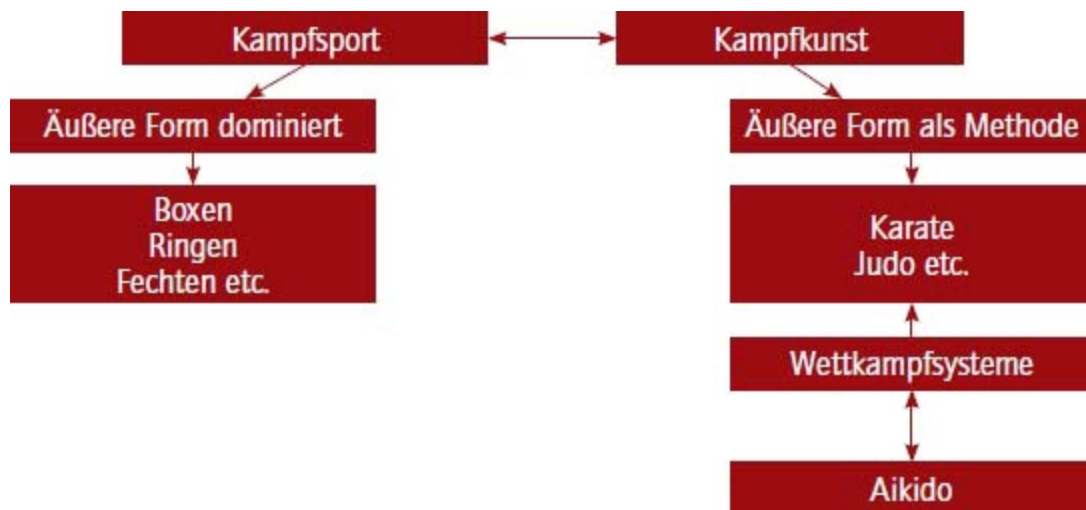 Kampfsport
Kampfkunst
Äußere Form dominiert
Äußere Form als Methode
Boxen
Ringen
Fechten etc.
Karate
Judo etc.
Wettkampfsysteme
Aikido